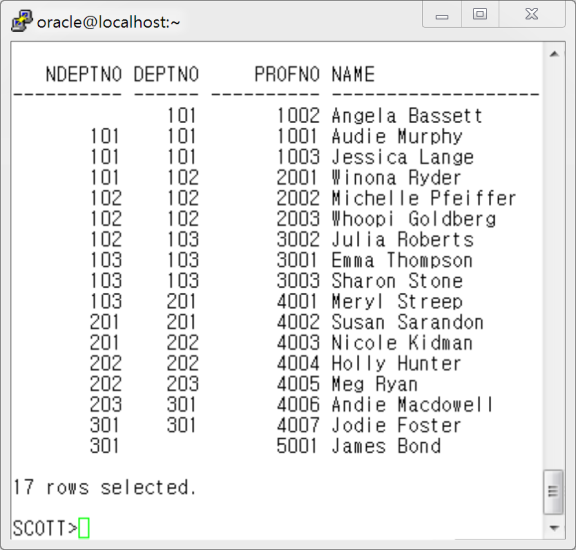 oracle@localhost:~
NDEPTNO DEPTNO PROFNO NAME
---------- ------- ---------- --------------------
101 1002 Angela Bassett
101 101 1001 Audie Murphy
101 101 1003 Jessica Lange
101 102 2001 Winona Ryder
102 102 2002 Michelle Pfeiffer
102 102 2003 Whoopi Goldberg
102 103 3002 Julia Roberts
103 103 3001 Emma Thompson
103 103 3003 Sharon Stone
103 201 4001 Meryl Streep
201 201 4002 Susan Sarandon
201 202 4003 Nicole Kidman
202 202 4004 Holly Hunter
202 203 4005 Meg Ryan
203 301 4006 Andie Macdowell
301 301 4007 Jodie Foster
301 5001 James Bond
17 rows selected.
SCOTT>